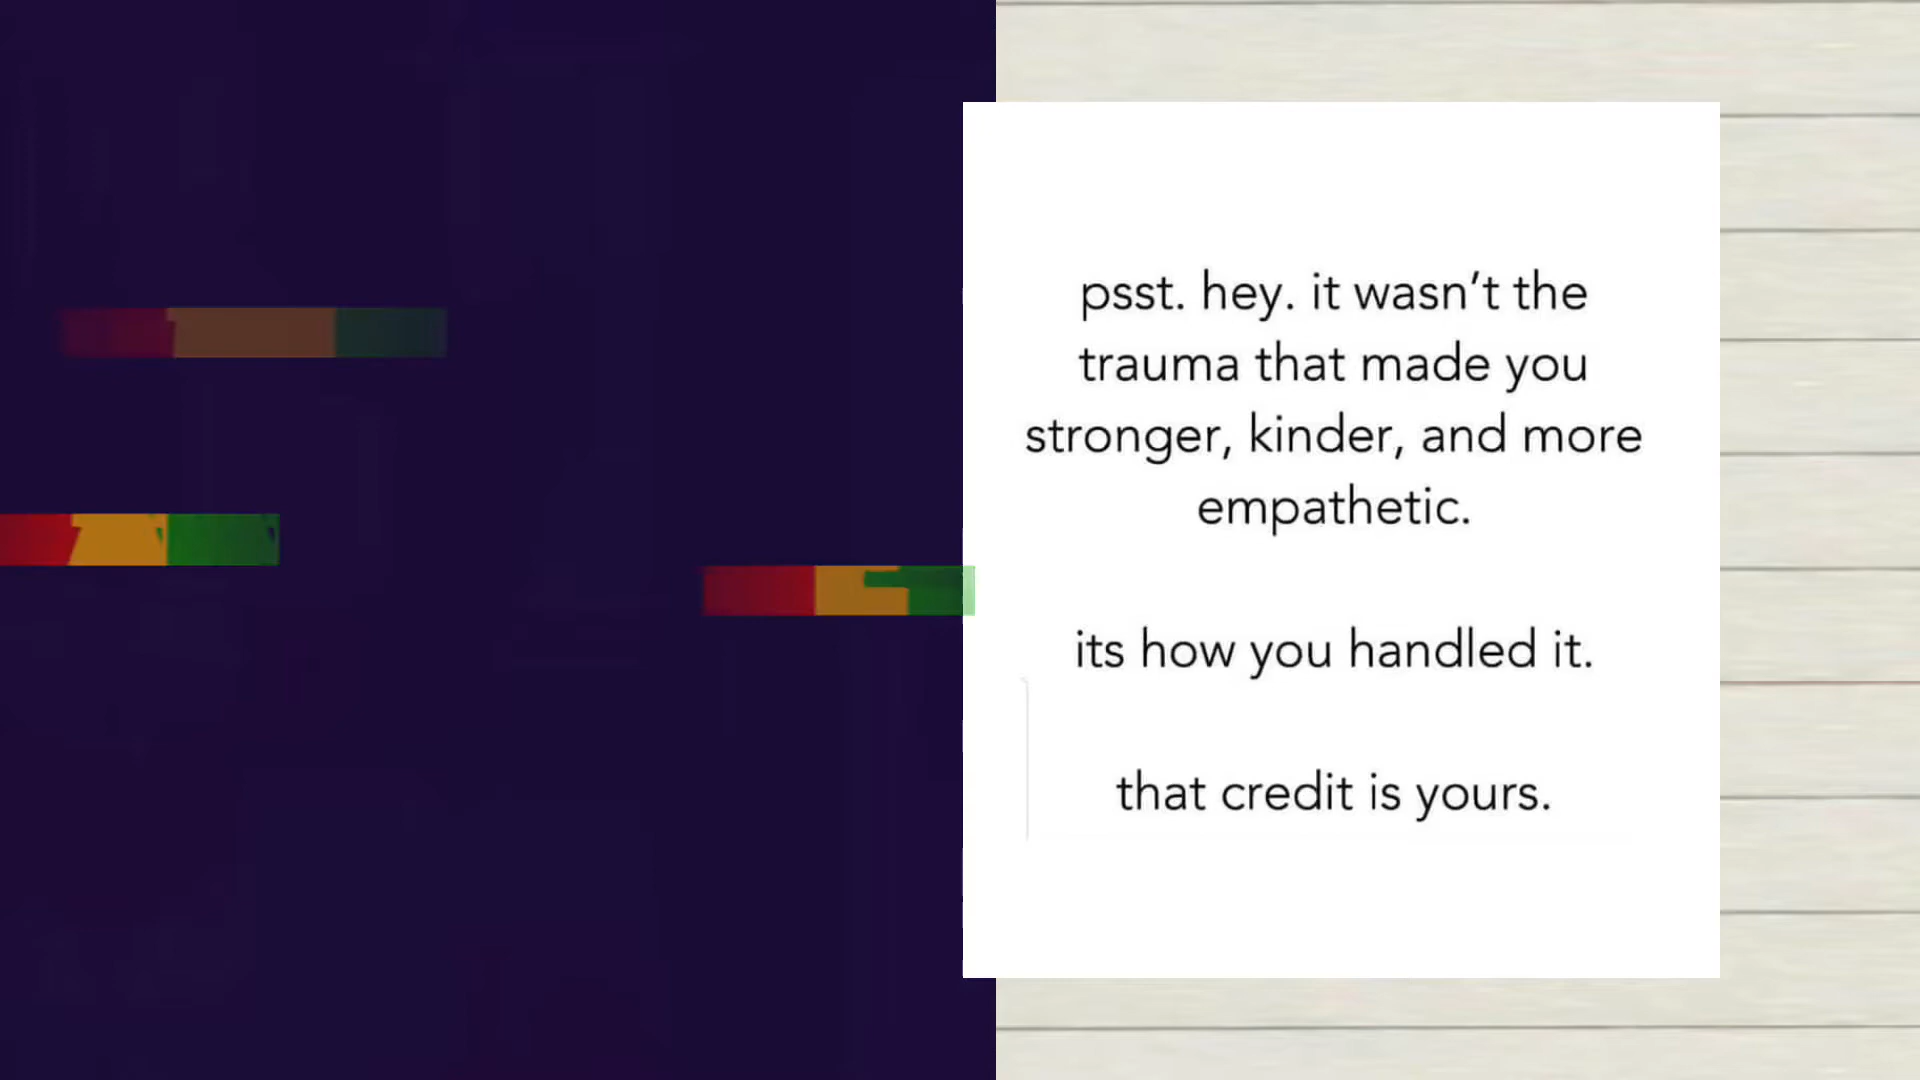 psst. hey. it wasn’t the
trauma that made you
stronger, kinder, and more
empathetic.
its how you handled it.
that credit is yours.